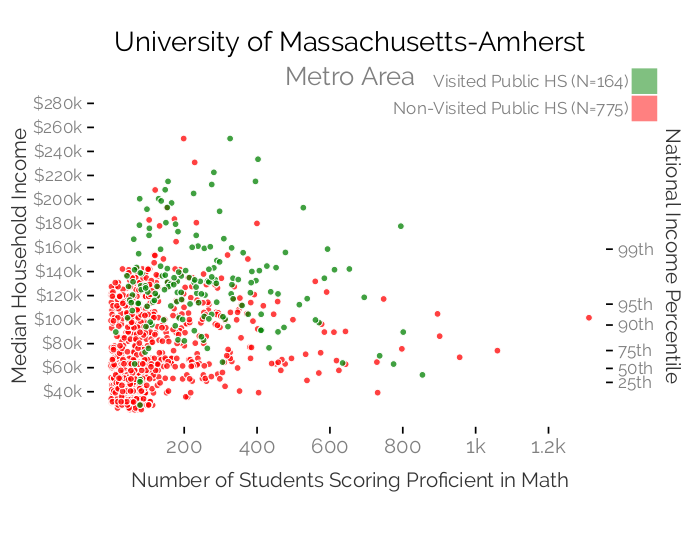 University of Massachusetts-Amherst
Metro Area
Visited Public HS (N=164)
Non-Visited Public HS (N=775)
Median Household Income
$280k
$260k
$240k
$220k
$200k
$180k
$160k
$140k
$120k
$100k
$80k
$60k
$40k
National Income Percentile
99th
95th
90th
75th
50th
25th
200
400
600
800
1k
1.2k
Number of Students Scoring Proficient in Math